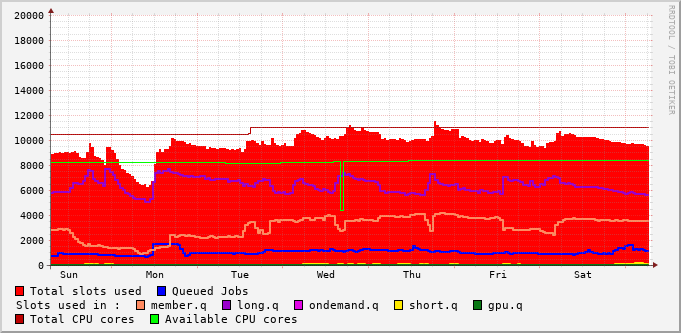 20000
18000
16000
14000
12000
10000
8000
6000
4000
2000
0
Sun Mon Tue Wed Thu Fri Sat
Total slots used Queued Jobs
Slots used in : member.q long.q ondemand.q short.q gpu.q
Total CPU cores Available CPU cores
RRDTOOL / TOBI OETIKER